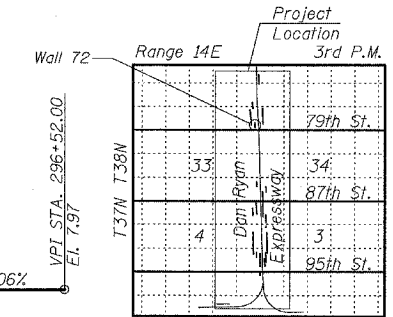 Project
Location
Range 14E
3rd P.M.
Wall 72
79th St.
VPI STA. 296+52.00
El. 7.97
T37N T38N
33
34
Dan Ryan
Expressway
87th St.
4
3
95th St.
06%